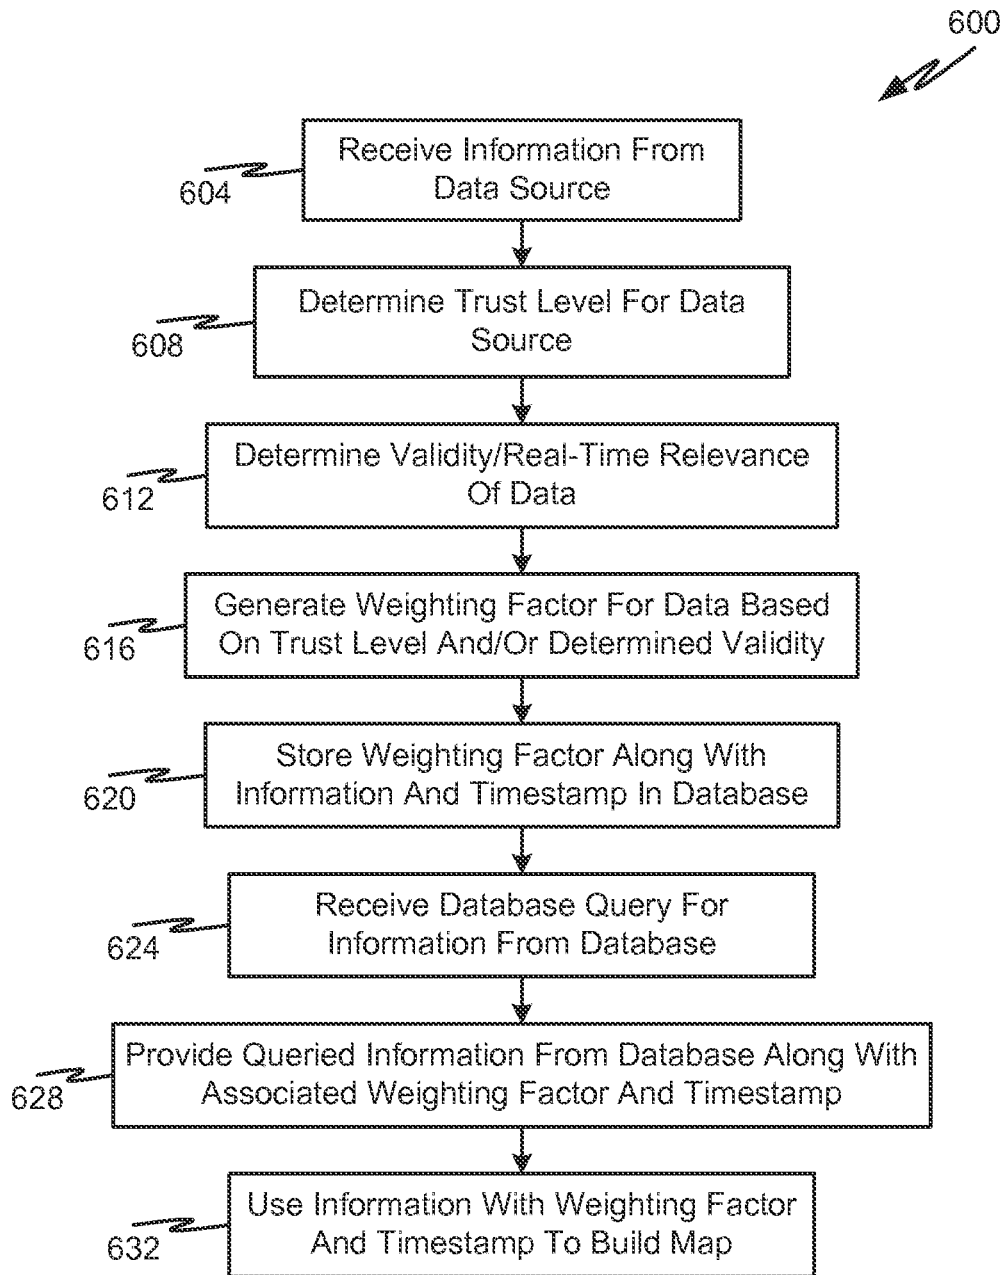 600
Receive Information From
Data Source
604
Determine Trust Level For Data
Source
608
Determine Validity/Real-Time Relevance
Of Data
612
Generate Weighting Factor For Data Based
On Trust Level And/Or Determined Validity
616
Store Weighting Factor Along With
Information And Timestamp In Database
620
Receive Database Query For
Information From Database
624
Provide Queried Information From Database Along With
Associated Weighting Factor And Timestamp
628
Use Information With Weighting Factor
And Timestamp To Build Map
632